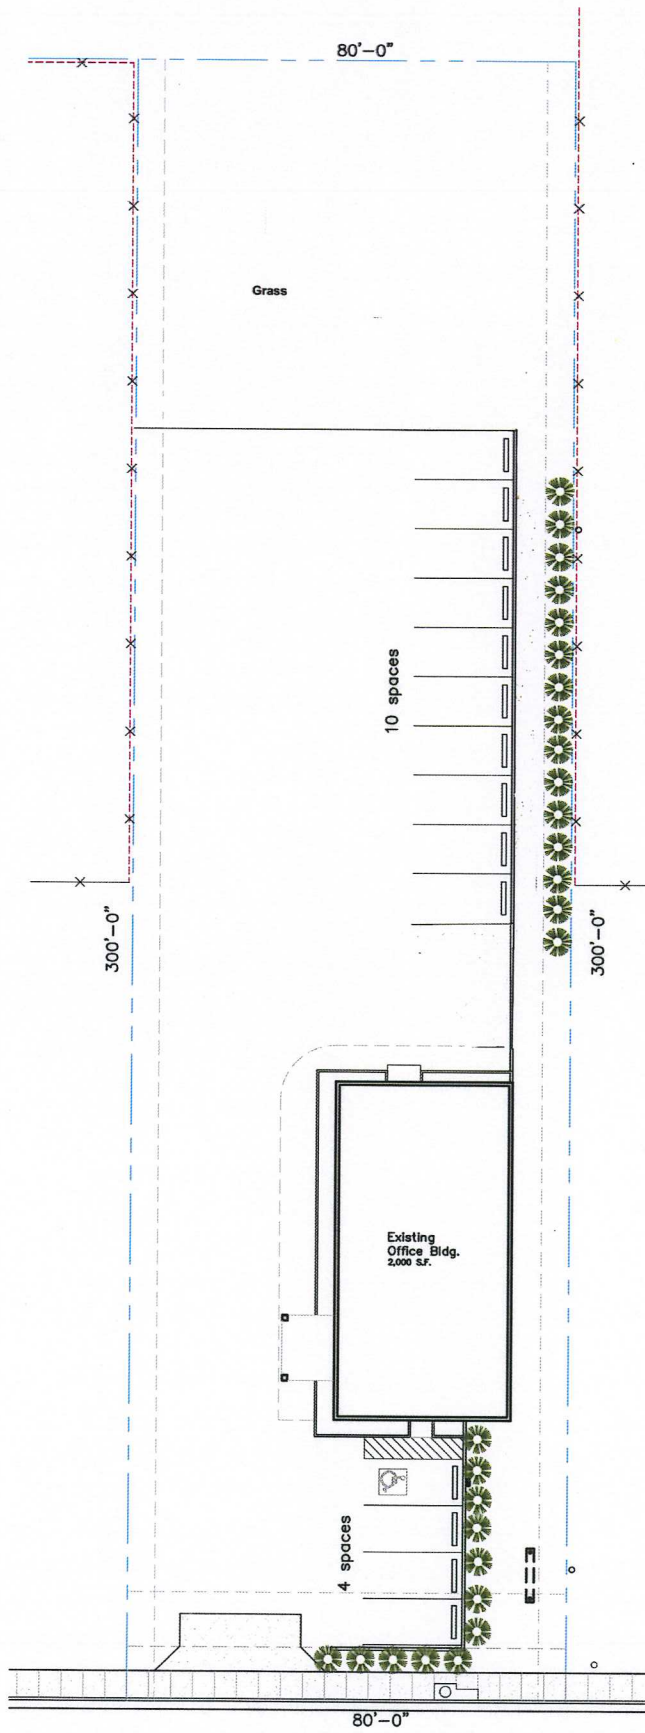 80'-0"
Grass
10 spaces
300'-0"
300'-0"
Existing
Office Bldg.
2,000 S.F.
4 spaces
80'-0"